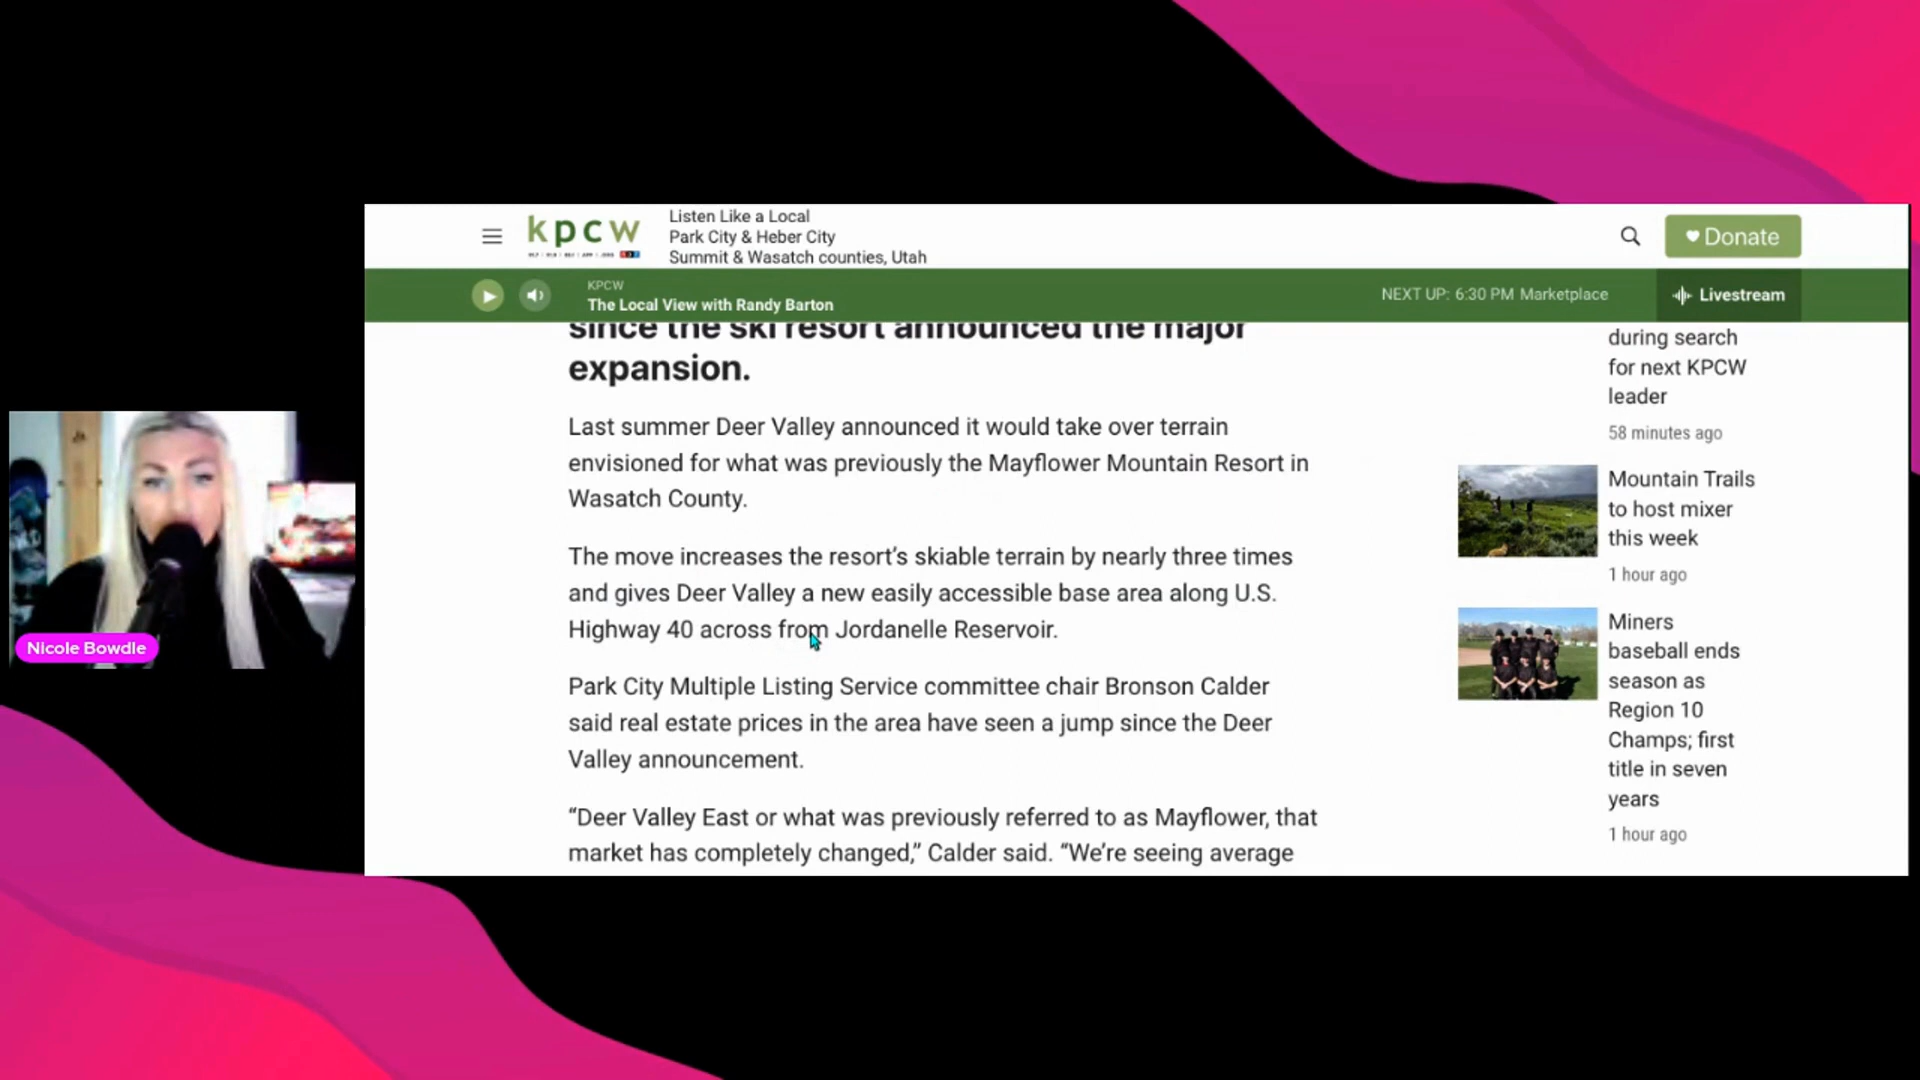 kpcw
Listen Like a Local
Park City & Heber City
Summit & Wasatch counties, Utah
Donate
KPCW
The Local View with Randy Barton
NEXT UP: 6:30 PM Marketplace
Livestream
since the ski resort announced the major
expansion.
Last summer Deer Valley announced it would take over terrain
envisioned for what was previously the Mayflower Mountain Resort in
Wasatch County.
The move increases the resort’s skiable terrain by nearly three times
and gives Deer Valley a new easily accessible base area along U.S.
Highway 40 across from Jordanelle Reservoir.
Park City Multiple Listing Service committee chair Bronson Calder
said real estate prices in the area have seen a jump since the Deer
Valley announcement.
“Deer Valley East or what was previously referred to as Mayflower, that
market has completely changed,” Calder said. “We’re seeing average
during search
for next KPCW
leader
58 minutes ago
Mountain Trails
to host mixer
this week
1 hour ago
Miners
baseball ends
season as
Region 10
Champs; first
title in seven
years
1 hour ago
Nicole Bowdle